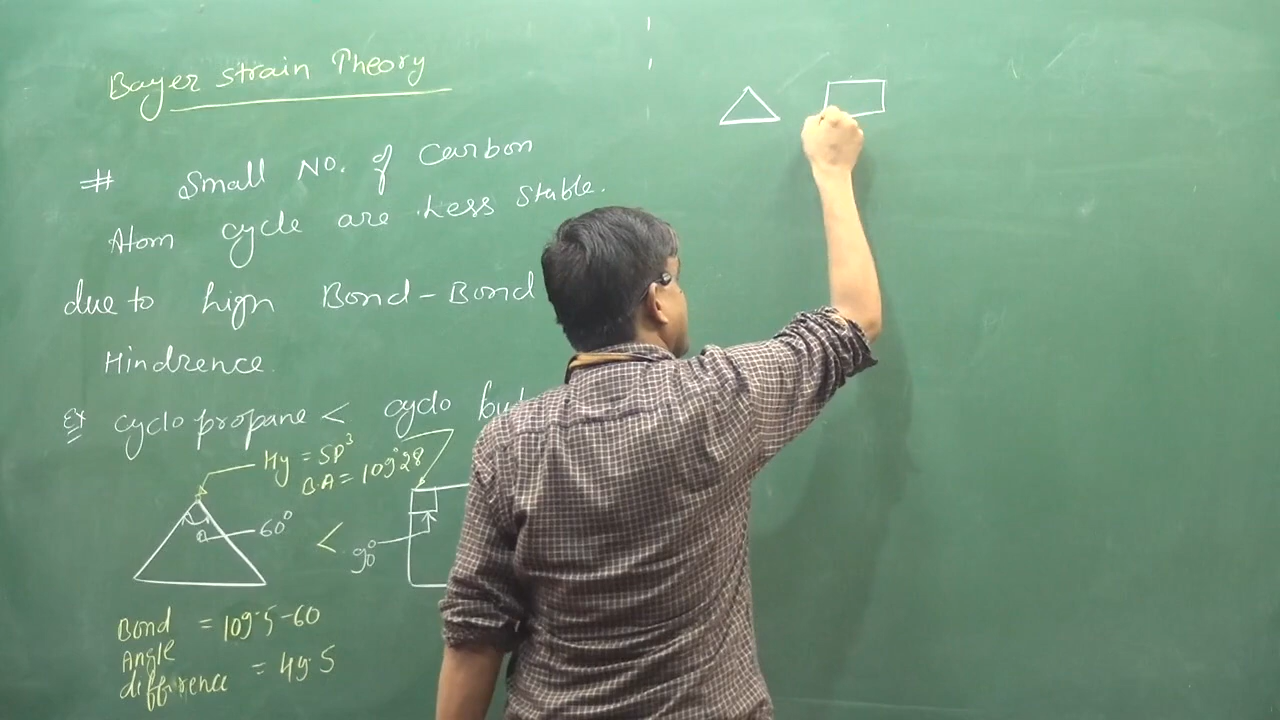 Bayer strain Theory
# Small No. of Carbon
Atom cycle are Less stable.
due to high Bond-Bond
Hindrence.
Ex cyclo propane < cyclo but
Hy = SP³
B.A = 109°28
60°
<
90°
Bond = 109.5-60
Angle
difference = 49.5